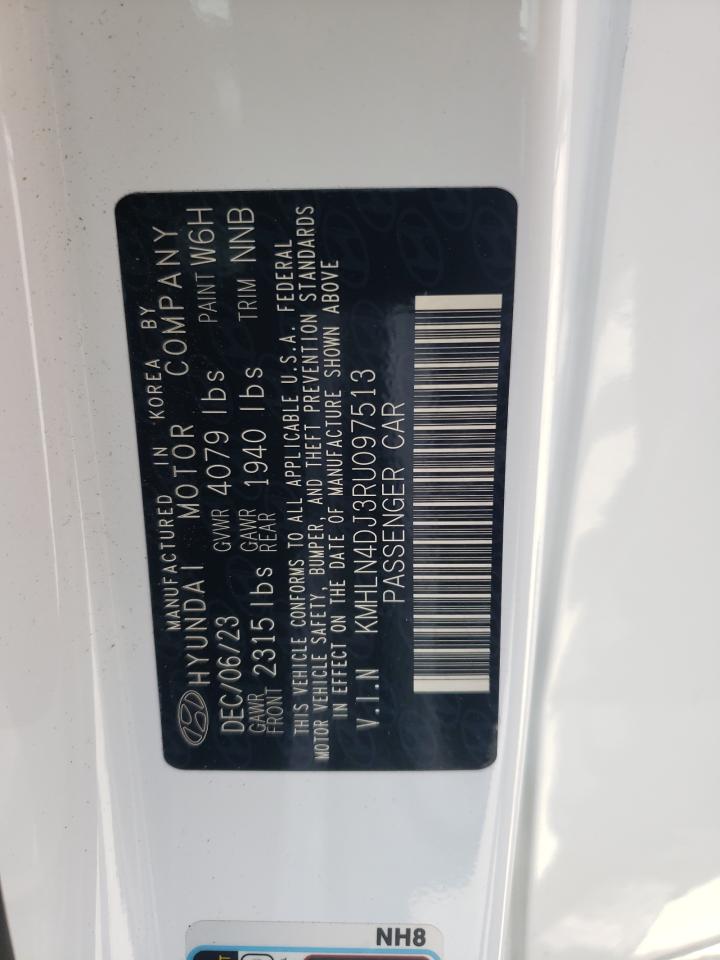 MANUFACTURED IN KOREA BY
HYUNDAI MOTOR COMPANY
DEC/06/23 GVWR 4079 lbs PAINT W6H
GAWR FRONT 2315 lbs GAWR REAR 1940 lbs TRIM NNB
THIS VEHICLE CONFORMS TO ALL APPLICABLE U.S.A. FEDERAL
MOTOR VEHICLE SAFETY, BUMPER, AND THEFT PREVENTION STANDARDS
IN EFFECT ON THE DATE OF MANUFACTURE SHOWN ABOVE
V.I.N KMHLN4DJ3RU097513
PASSENGER CAR
NH8